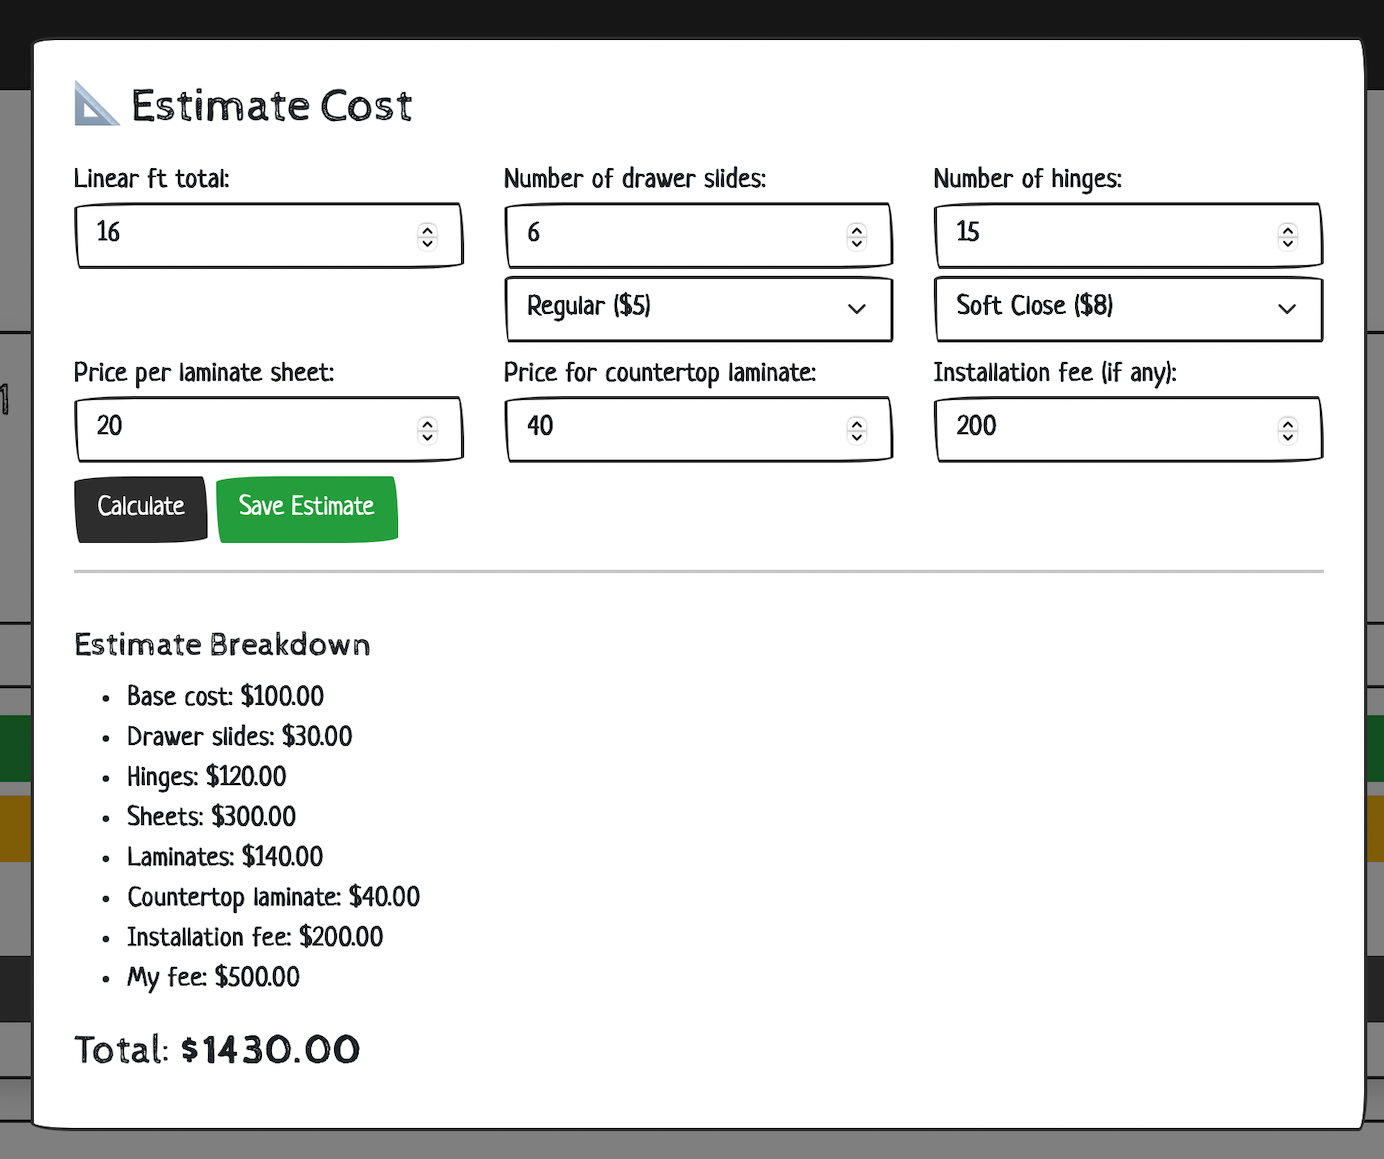 Estimate Cost
Linear ft total:
Number of drawer slides:
Number of hinges:
16
6
15
Regular ($5)
Soft Close ($8)
Price per laminate sheet:
Price for countertop laminate:
Installation fee (if any):
20
40
200
Calculate
Save Estimate
Estimate Breakdown
• Base cost: $100.00
• Drawer slides: $30.00
• Hinges: $120.00
• Sheets: $300.00
• Laminates: $140.00
• Countertop laminate: $40.00
• Installation fee: $200.00
• My fee: $500.00
Total: $1430.00